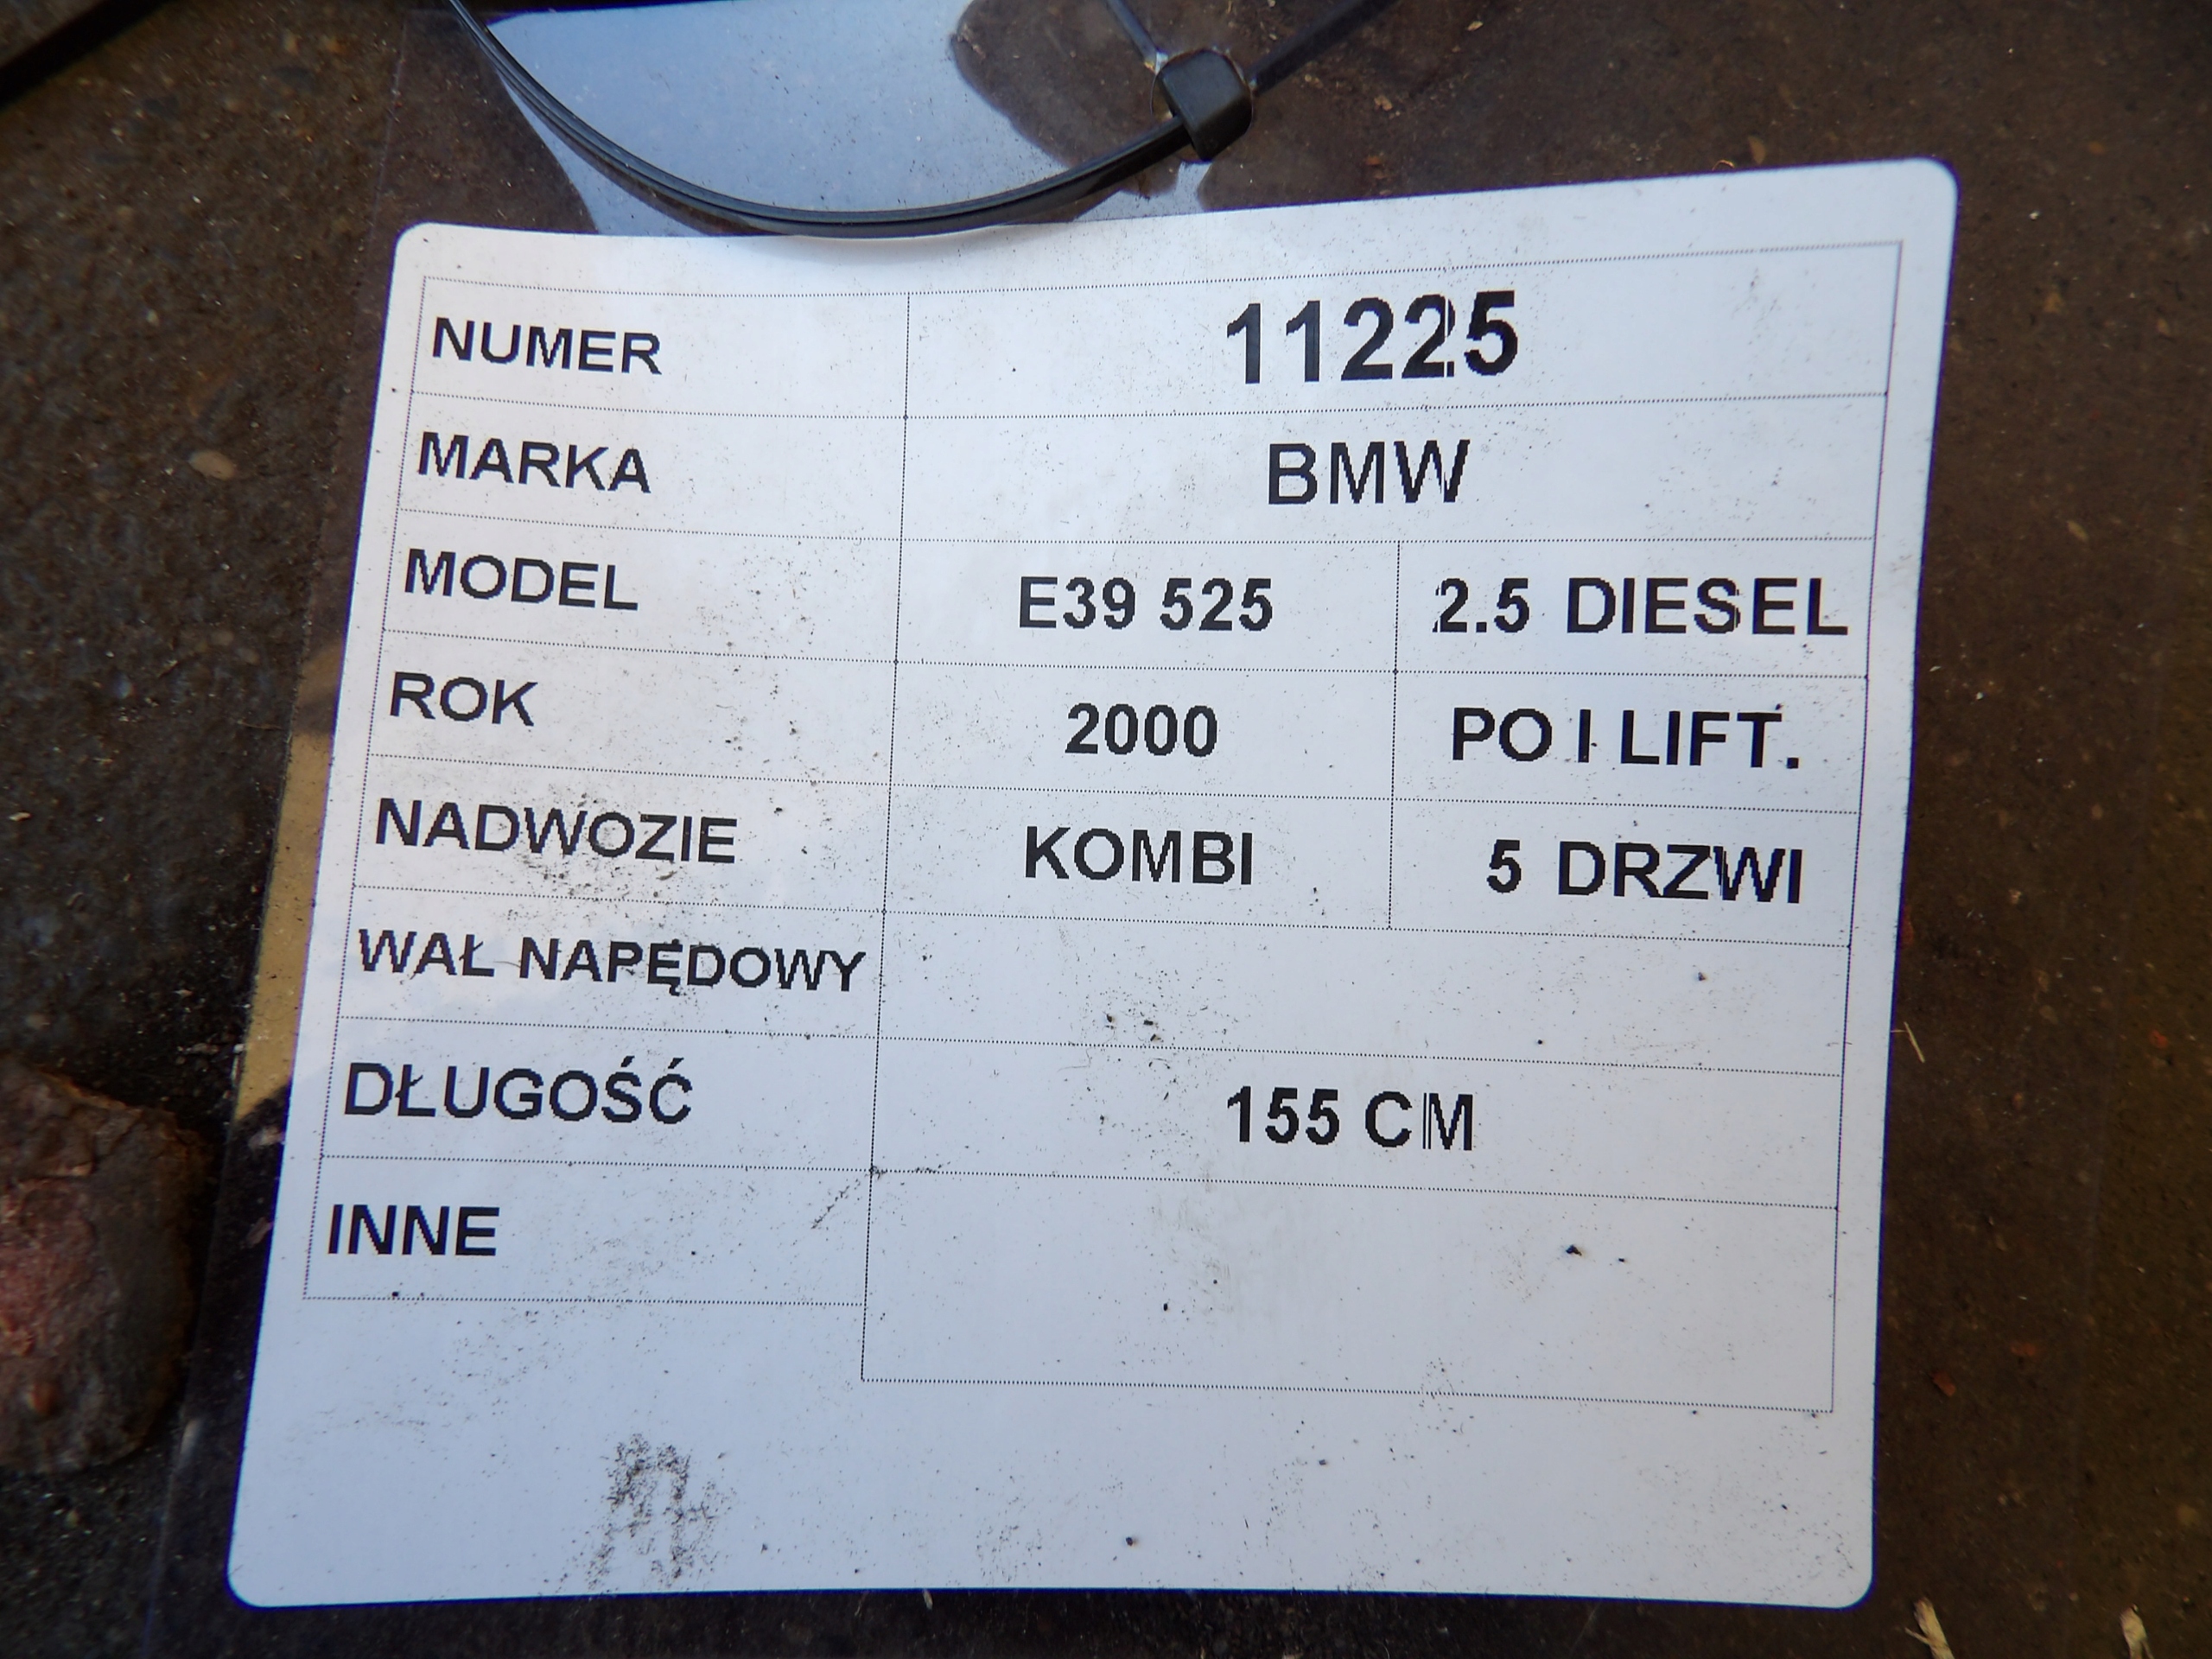 NUMER 11225
MARKA BMW
MODEL E39 525 2.5 DIESEL
ROK 2000 PO I LIFT.
NADWOZIE KOMBI 5 DRZWI
WAŁ NAPĘDOWY
DŁUGOŚĆ 155 CM
INNE